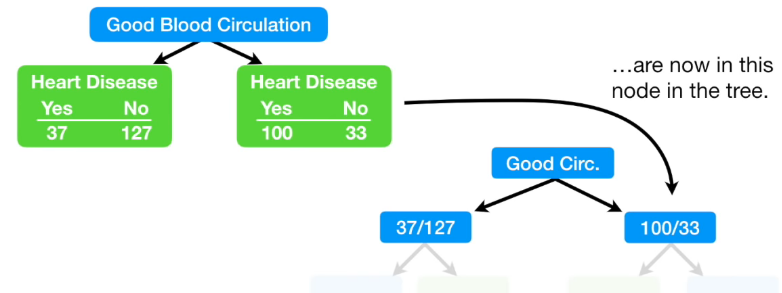 Good Blood Circulation
Heart Disease
Yes No
37 127
Heart Disease
Yes No
100 33
…are now in this
node in the tree.
Good Circ.
37/127
100/33